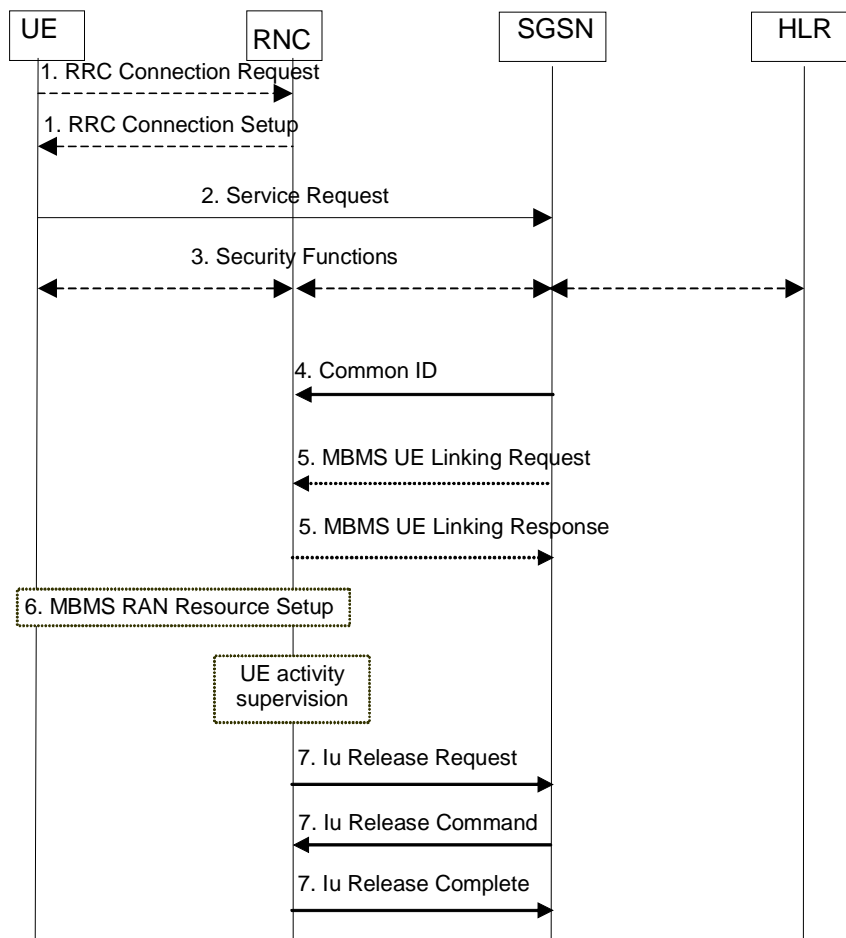 UE
RNC
SGSN
HLR
1. RRC Connection Request
1. RRC Connection Setup
2. Service Request
3. Security Functions
4. Common ID
5. MBMS UE Linking Request
5. MBMS UE Linking Response
6. MBMS RAN Resource Setup
UE activity
supervision
7. Iu Release Request
7. Iu Release Command
7. Iu Release Complete